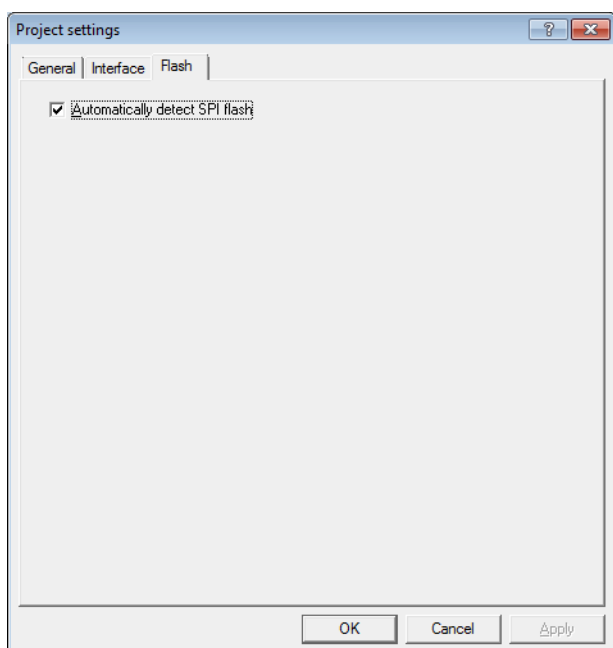 Project settings
General Interface Flash
Automatically detect SPI flash
OK Cancel Apply